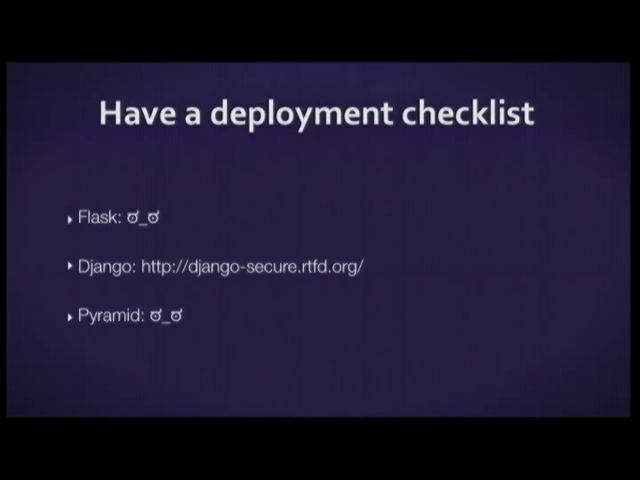 Have a deployment checklist
Flask: ಠ_ಠ
Django: http://django-secure.rtfd.org/
Pyramid: ಠ_ಠ